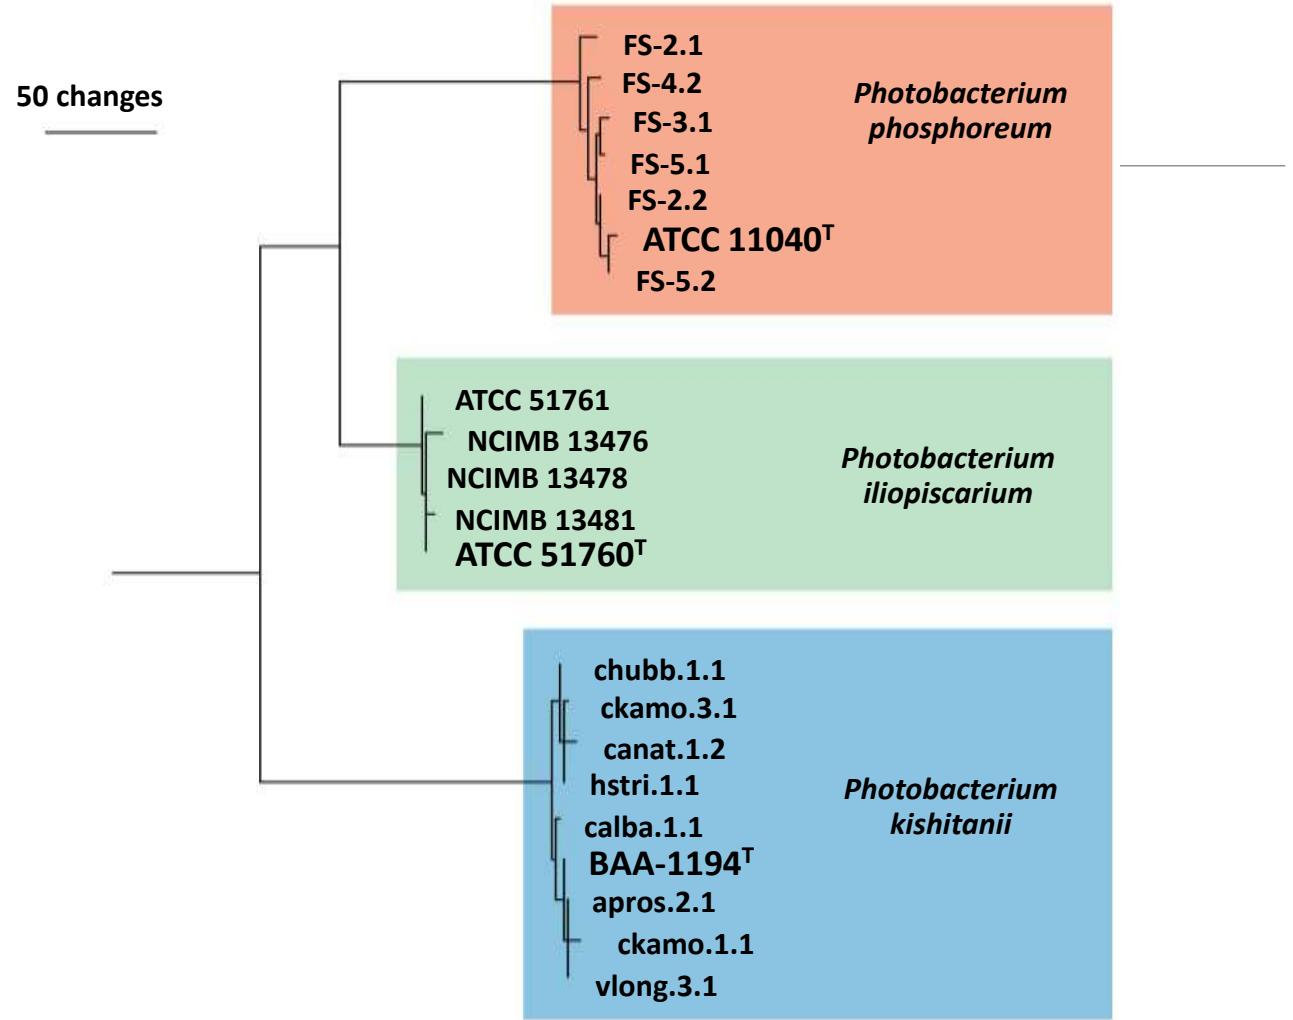 50 changes
FS-2.1
FS-4.2
FS-3.1
FS-5.1
FS-2.2
ATCC 11040ᵀ
FS-5.2
Photobacterium
phosphoreum
ATCC 51761
NCIMB 13476
NCIMB 13478
NCIMB 13481
ATCC 51760ᵀ
Photobacterium
iliopiscarium
chubb.1.1
ckamo.3.1
canat.1.2
hstri.1.1
calba.1.1
BAA-1194ᵀ
apros.2.1
ckamo.1.1
vlong.3.1
Photobacterium
kishitanii